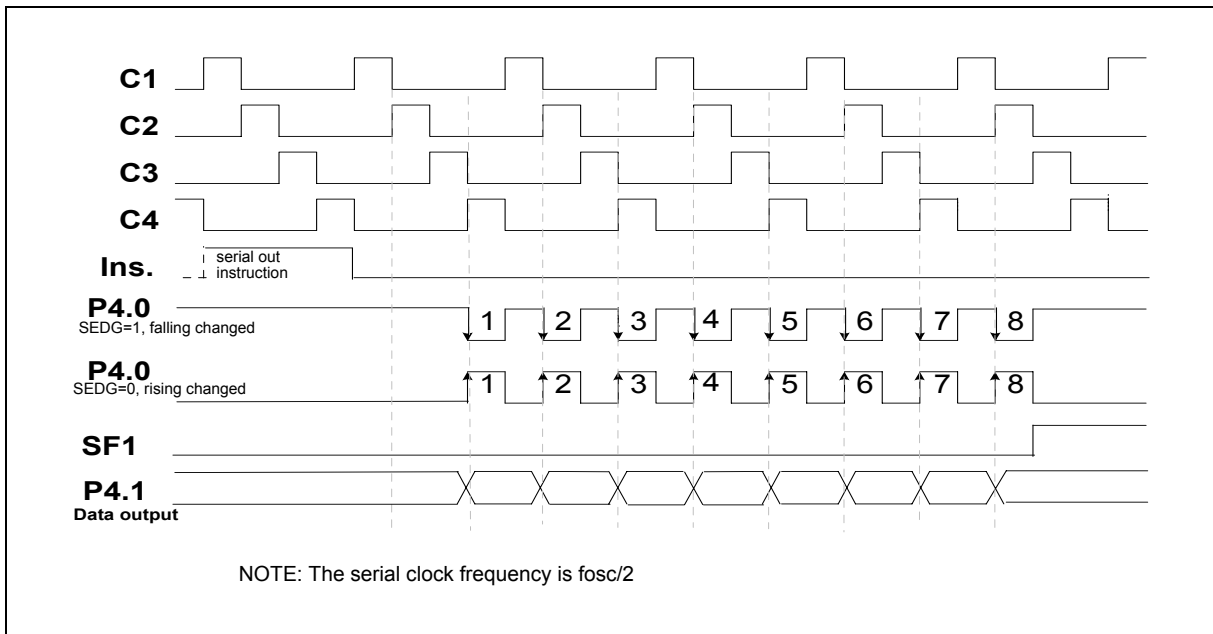 C1
C2
C3
C4
Ins.
serial out
instruction
P4.0
SEDG=1, falling changed
1 2 3 4 5 6 7 8
P4.0
SEDG=0, rising changed
1 2 3 4 5 6 7 8
SF1
P4.1
Data output
NOTE: The serial clock frequency is fosc/2